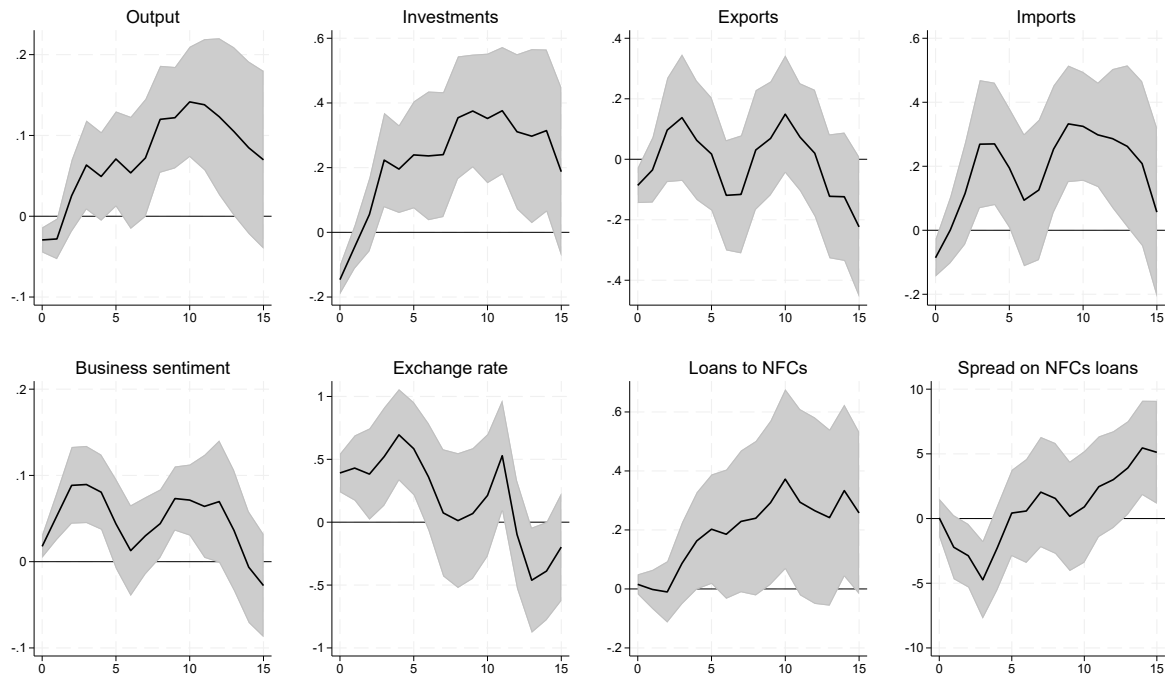 Output
.2
.1
0
-.1
0 5 10 15
Investments
.6
.4
.2
0
-.2
0 5 10 15
Exports
.4
.2
0
-.2
-.4
0 5 10 15
Imports
.6
.4
.2
0
-.2
0 5 10 15
Business sentiment
.2
.1
0
-.1
0 5 10 15
Exchange rate
1
.5
0
-.5
-1
0 5 10 15
Loans to NFCs
.6
.4
.2
0
-.2
0 5 10 15
Spread on NFCs loans
10
5
0
-5
-10
0 5 10 15